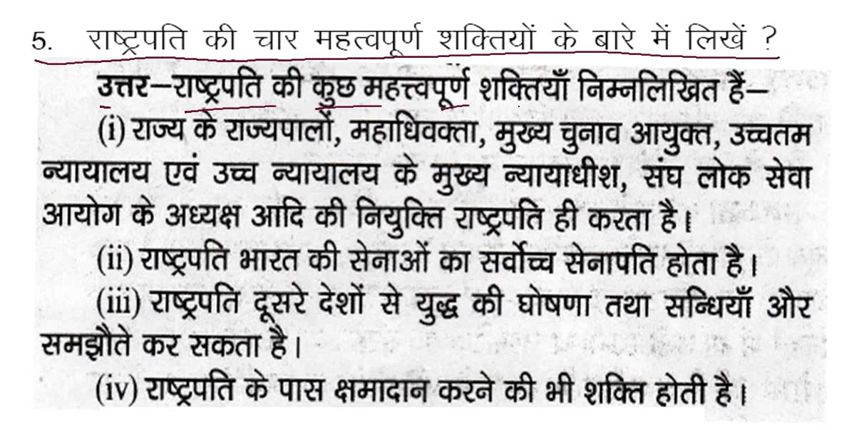 5. राष्ट्रपति की चार महत्वपूर्ण शक्तियों के बारे में लिखें ?
उत्तर–राष्ट्रपति की कुछ महत्त्वपूर्ण शक्तियाँ निम्नलिखित हैं–
(i) राज्य के राज्यपालों, महाधिवक्ता, मुख्य चुनाव आयुक्त, उच्चतम
न्यायालय एवं उच्च न्यायालय के मुख्य न्यायाधीश, संघ लोक सेवा
आयोग के अध्यक्ष आदि की नियुक्ति राष्ट्रपति ही करता है।
(ii) राष्ट्रपति भारत की सेनाओं का सर्वोच्च सेनापति होता है।
(iii) राष्ट्रपति दूसरे देशों से युद्ध की घोषणा तथा सन्धियाँ और
समझौते कर सकता है।
(iv) राष्ट्रपति के पास क्षमादान करने की भी शक्ति होती है।